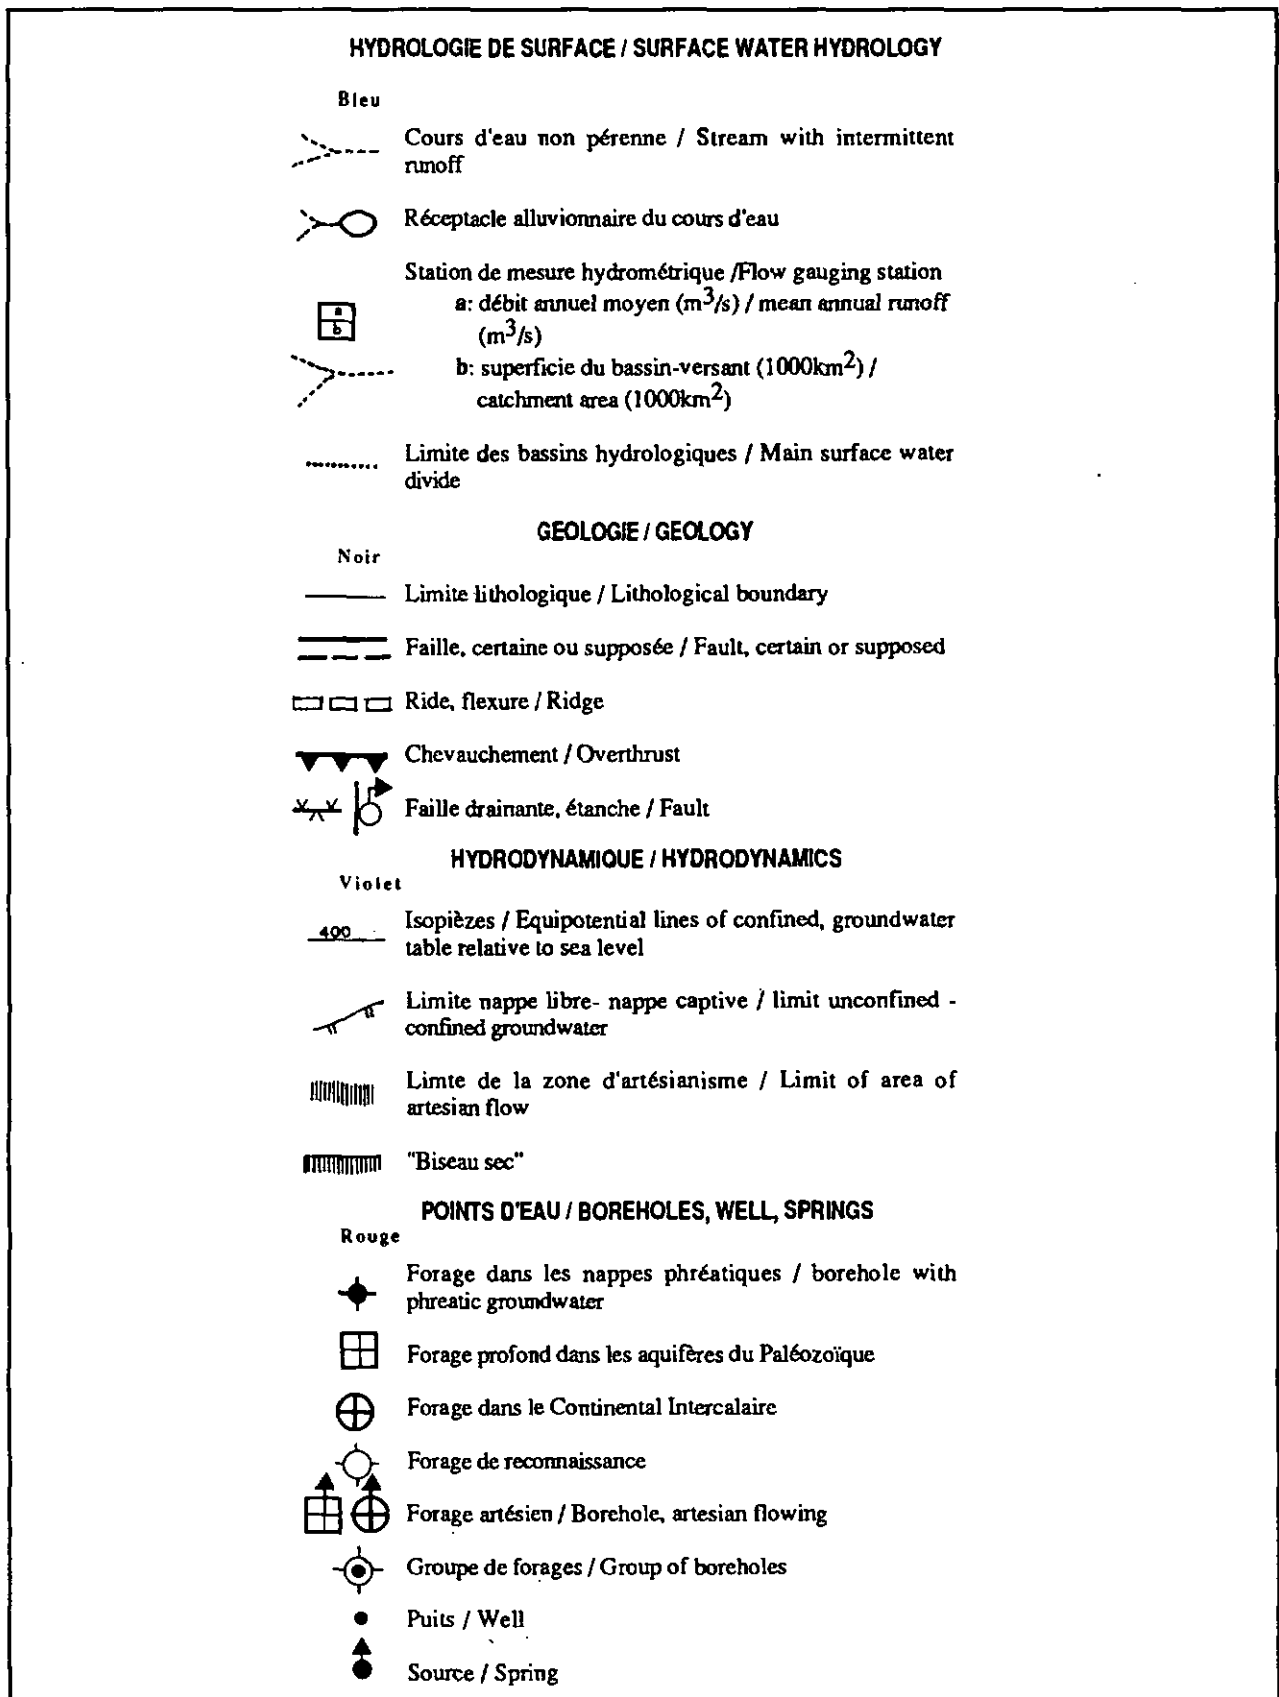 HYDROLOGIE DE SURFACE / SURFACE WATER HYDROLOGY
Bleu
Cours d'eau non pérenne / Stream with intermittent
runoff
Réceptacle alluvionnaire du cours d'eau
Station de mesure hydrométrique /Flow gauging station
a
b
a: débit annuel moyen (m³/s) / mean annual runoff
(m³/s)
b: superficie du bassin-versant (1000km²) /
catchment area (1000km²)
Limite des bassins hydrologiques / Main surface water
divide
GEOLOGIE / GEOLOGY
Noir
Limite lithologique / Lithological boundary
Faille, certaine ou supposée / Fault, certain or supposed
Ride, flexure / Ridge
Chevauchement / Overthrust
Faille drainante, étanche / Fault
HYDRODYNAMIQUE / HYDRODYNAMICS
Violet
400
Isopièzes / Equipotential lines of confined, groundwater
table relative to sea level
Limite nappe libre- nappe captive / limit unconfined -
confined groundwater
Limte de la zone d'artésianisme / Limit of area of
artesian flow
"Biseau sec"
POINTS D'EAU / BOREHOLES, WELL, SPRINGS
Rouge
Forage dans les nappes phréatiques / borehole with
phreatic groundwater
Forage profond dans les aquifères du Paléozoïque
Forage dans le Continental Intercalaire
Forage de reconnaissance
Forage artésien / Borehole, artesian flowing
Groupe de forages / Group of boreholes
Puits / Well
Source / Spring